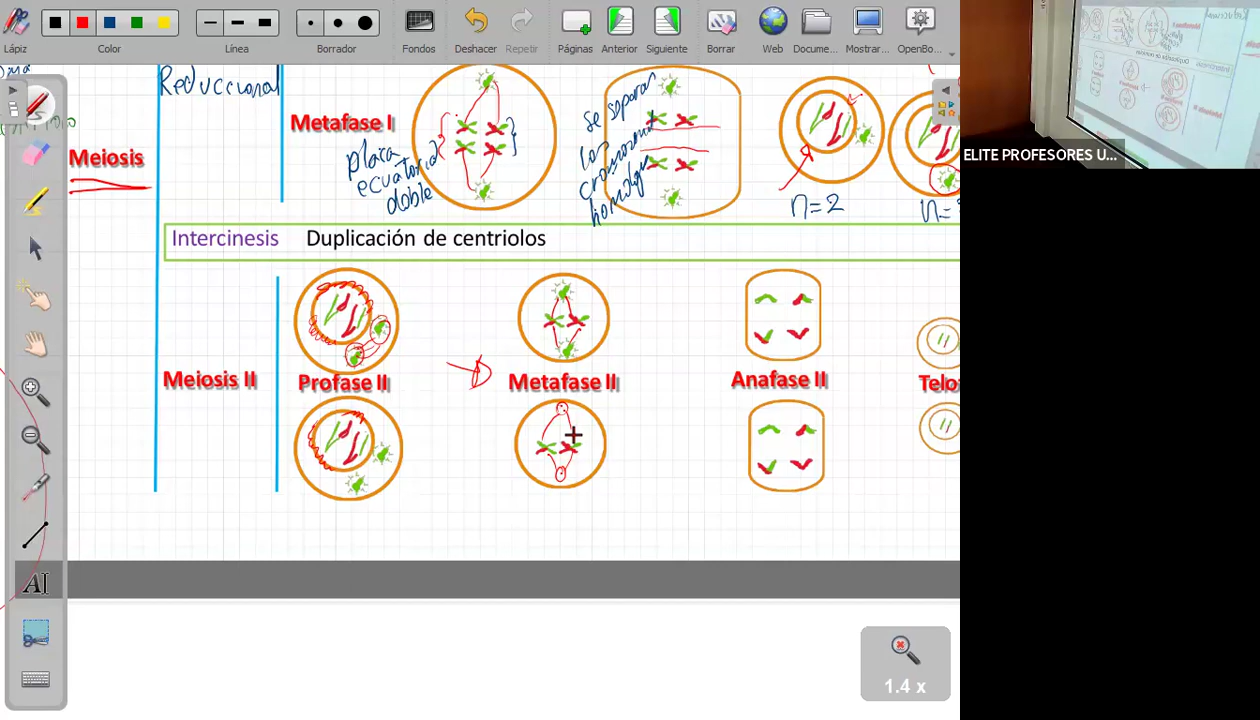 Lápiz
Color
Línea
Borrador
Fondos
Deshacer
Repetir
Páginas
Anterior
Siguiente
Borrar
Web
Docume...
Mostrar...
OpenBo...
Reduccional
Metafase I
placa
ecuatorial
doble
se separan
los
cromosomas
homólogos
n=2
n=
Meiosis
ELITE PROFESORES U...
Intercinesis Duplicación de centriolos
Meiosis II
Profase II
Metafase II
Anafase II
Telof
AI
1.4 x